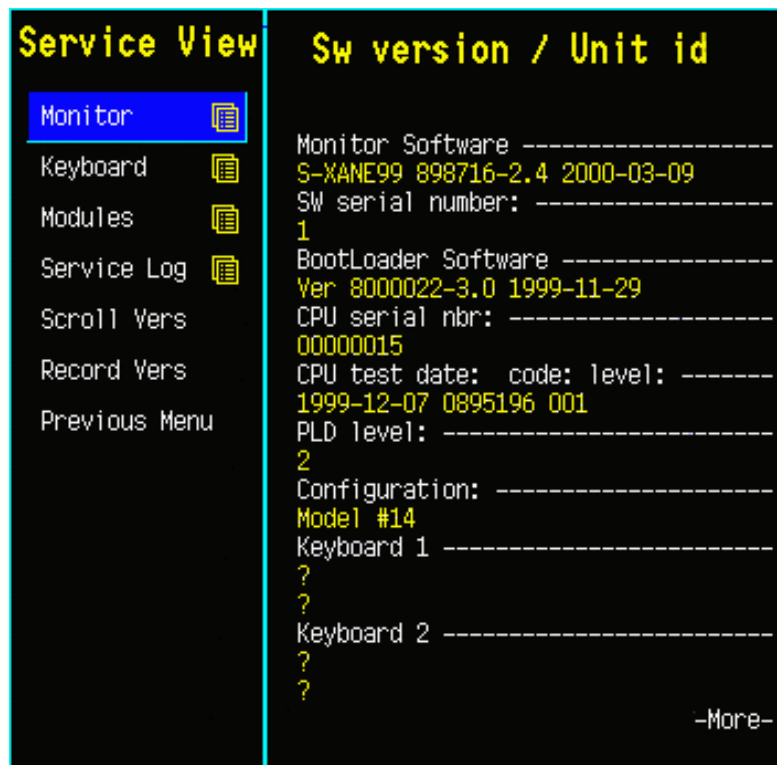 Service View
Monitor
Keyboard
Modules
Service Log
Scroll Vers
Record Vers
Previous Menu
Sw version / Unit id
Monitor Software -------------------
S-XANE99 898716-2.4 2000-03-09
SW serial number: ------------------
1
BootLoader Software ----------------
Ver 8000022-3.0 1999-11-29
CPU serial nbr: --------------------
00000015
CPU test date:  code: level: -------
1999-12-07 0895196 001
PLD level: -------------------------
2
Configuration: ---------------------
Model #14
Keyboard 1 -------------------------
?
?
Keyboard 2 -------------------------
?
?
-More-